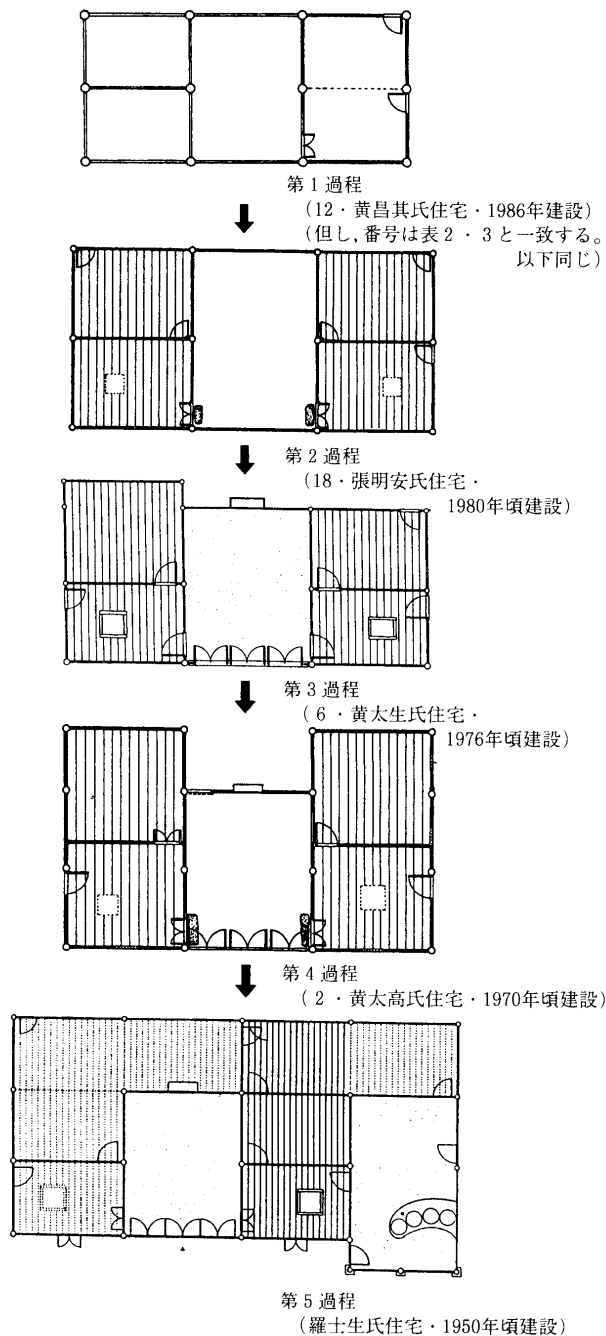 第1過程
(12・黄昌其氏住宅・1986年建設)
(但し,番号は表2・3と一致する。
以下同じ)
第2過程
(18・張明安氏住宅・
1980年頃建設)
第3過程
(6・黄太生氏住宅・
1976年頃建設)
第4過程
(2・黄太高氏住宅・1970年頃建設)
第5過程
(羅士生氏住宅・1950年頃建設)